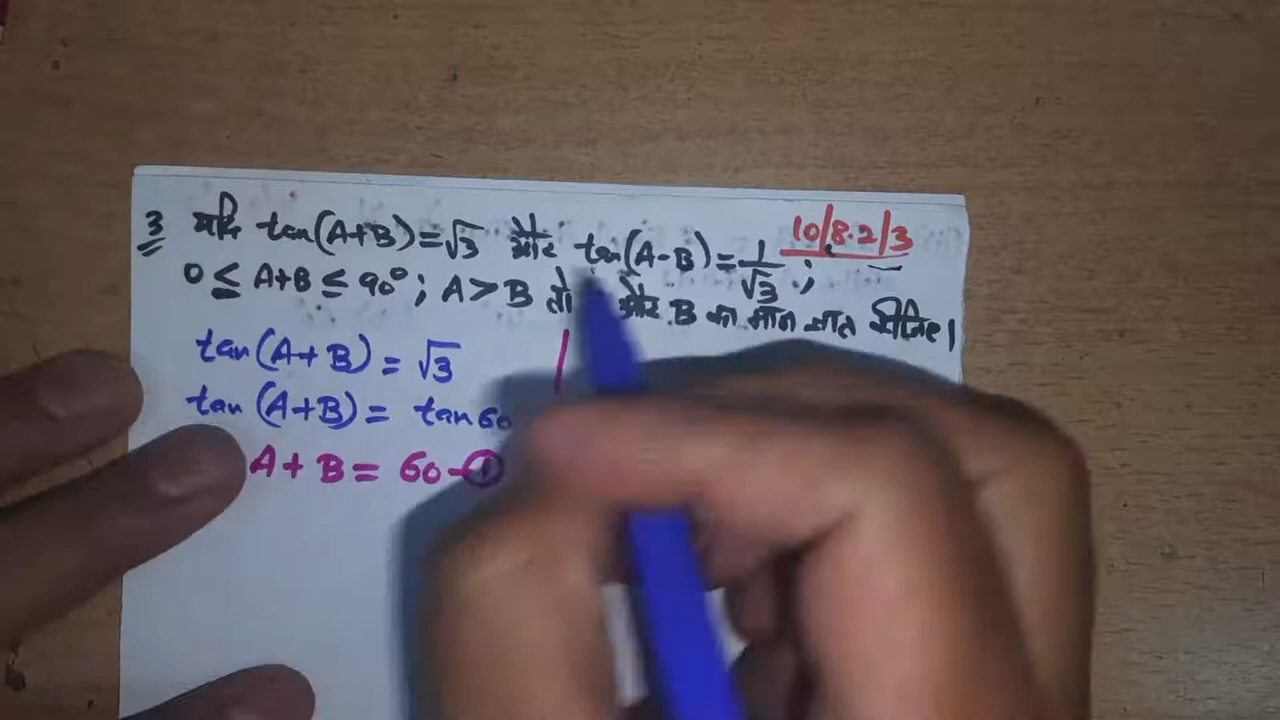 3 यदि tan(A+B)=√3 और tan(A-B)=1/√3 ;
10/8.2/3
0 ≤ A+B ≤ 90° ; A > B तो और B का मान ज्ञात कीजिए।
tan(A+B) = √3
tan(A+B) = tan 60
A + B = 60 - ①